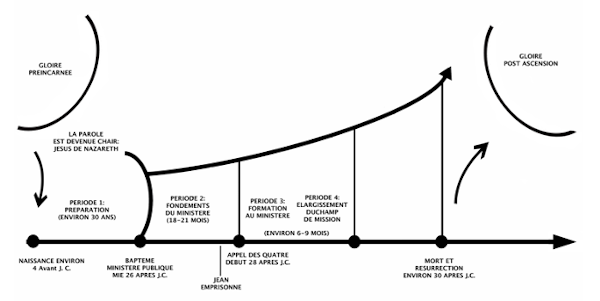 GLOIRE
PREINCARNEE
GLOIRE
POST ASCENSION
LA PAROLE
EST DEVENUE CHAIR:
JESUS DE NAZARETH
PERIODE 1:
PREPARATION
(ENVIRON 30 ANS)
PERIODE 2:
FONDEMENTS
DU MINISTERE
(18-21 MOIS)
PERIODE 3:
FORMATION
AU MINISTERE
PERIODE 4:
ELARGISSEMENT
DUCHAMP
DE MISSION
(ENVIRON 6-9 MOIS)
NAISSANCE ENVIRON
4 Avant J. C.
BAPTEME
MINISTERE PUBLIQUE
MIE 26 APRES J.C.
JEAN
EMPRISONNE
APPEL DES QUATRE
DEBUT 28 APRES J.C.
MORT ET
RESURRECTION
ENVIRON 30 APRES J.C.